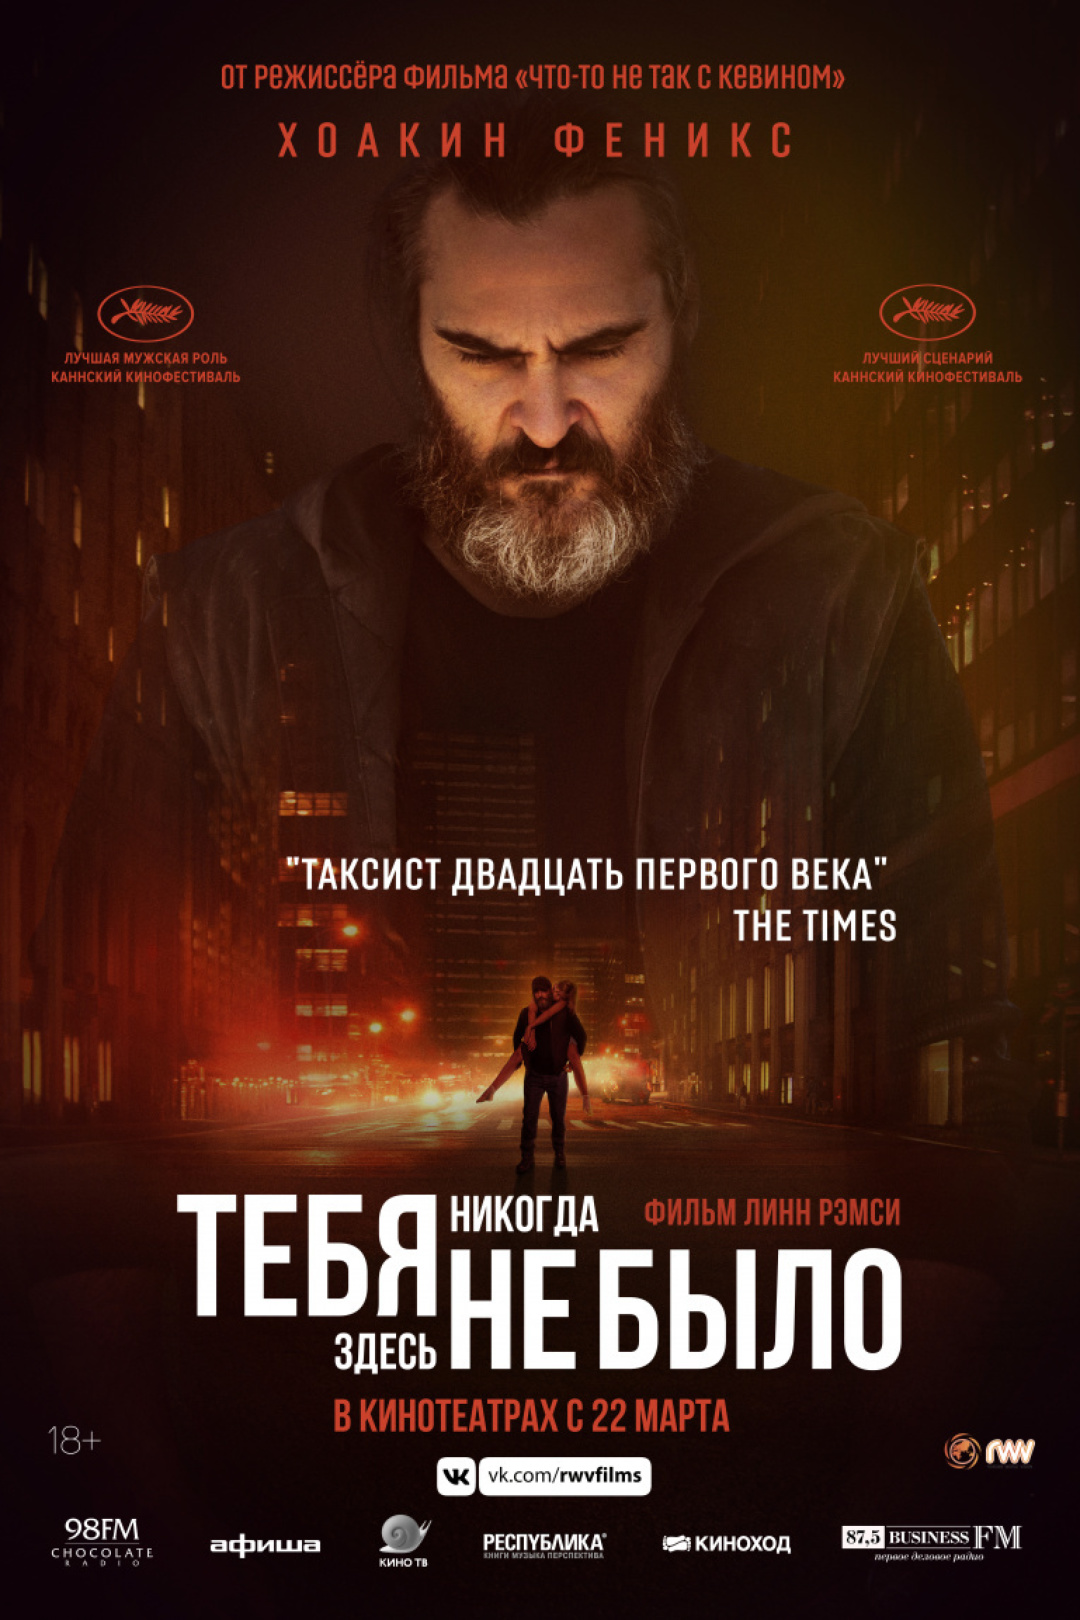 ОТ РЕЖИССЁРА ФИЛЬМА «ЧТО-ТО НЕ ТАК С КЕВИНОМ»
ХОАКИН ФЕНИКС
ЛУЧШАЯ МУЖСКАЯ РОЛЬ
КАННСКИЙ КИНОФЕСТИВАЛЬ
ЛУЧШИЙ СЦЕНАРИЙ
КАННСКИЙ КИНОФЕСТИВАЛЬ
"ТАКСИСТ ДВАДЦАТЬ ПЕРВОГО ВЕКА"
THE TIMES
ТЕБЯ НИКОГДА
ФИЛЬМ ЛИНН РЭМСИ
ЗДЕСЬ НЕ БЫЛО
В КИНОТЕАТРАХ С 22 МАРТА
18+
rwv
vk.com/rwvfilms
98FM
CHOCOLATE
RADIO
афиша
КИНО ТВ
РЕСПУБЛИКА®
КНИГИ МУЗЫКА ПЕРСПЕКТИВА
КИНОХОД
87,5 BUSINESS FM
первое деловое радио